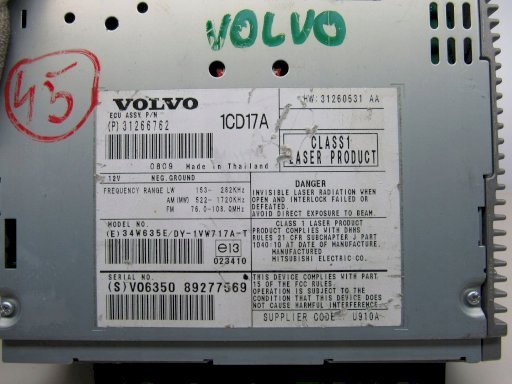 VOLVO
45
VOLVO
ECU ASSY. P/N
(P) 31266762
1CD17A
HW: 31260531 AA
CLASS1
LASER PRODUCT
0809 Made in Thailand
12V NEG.GROUND
FREQUENCY RANGE LW 153- 282KHz
AM(MW) 522- 1720KHz
FM 76.0-108.0MHz
DANGER
INVISIBLE LASER RADIATION WHEN
OPEN AND INTERLOCK FAILED OR
DEFEATED.
AVOID DIRECT EXPOSURE TO BEAM.
MODEL NO.
(E) 34W635E/DY-1VW717A-T
e13
023410
CLASS 1 LASER PRODUCT
PRODUCT COMPLIES WITH DHHS
RULES 21 CFR SUBCHAPTER J PART
1040.10 AT DATE OF MANUFACTURE.
MANUFACTURED:
MITSUBISHI ELECTRIC CO.
SERIAL NO.
(S) V06350 89277569
THIS DEVICE COMPLIES WITH PART
15 OF THE FCC RULES.
OPERATION IS SUBJECT TO THE
CONDITION THAT THIS DEVICE DOES
NOT CAUSE HARMFUL INTERFERENCE.
SUPPLIER CODE U910A